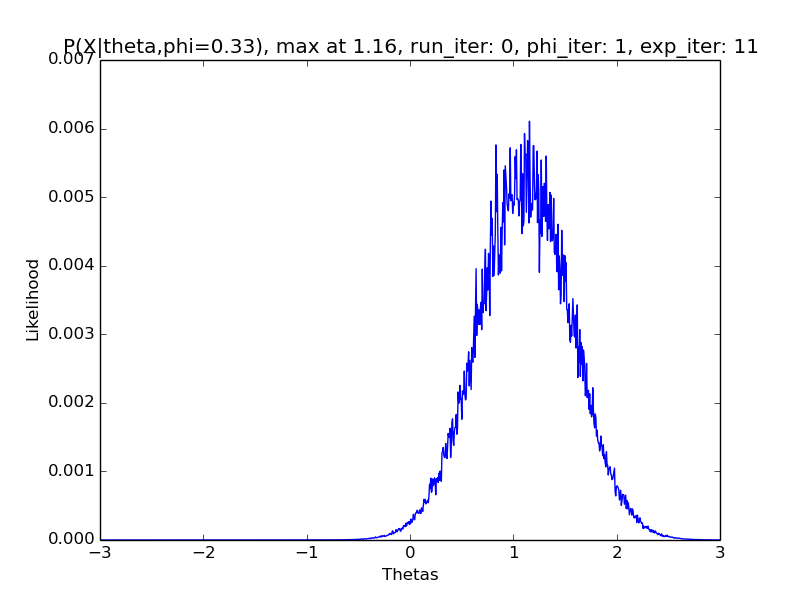 P(X|theta,phi=0.33), max at 1.16, run_iter: 0, phi_iter: 1, exp_iter: 11
0.007
0.006
0.005
0.004
0.003
0.002
0.001
0.000
Likelihood
−3 −2 −1 0 1 2 3
Thetas